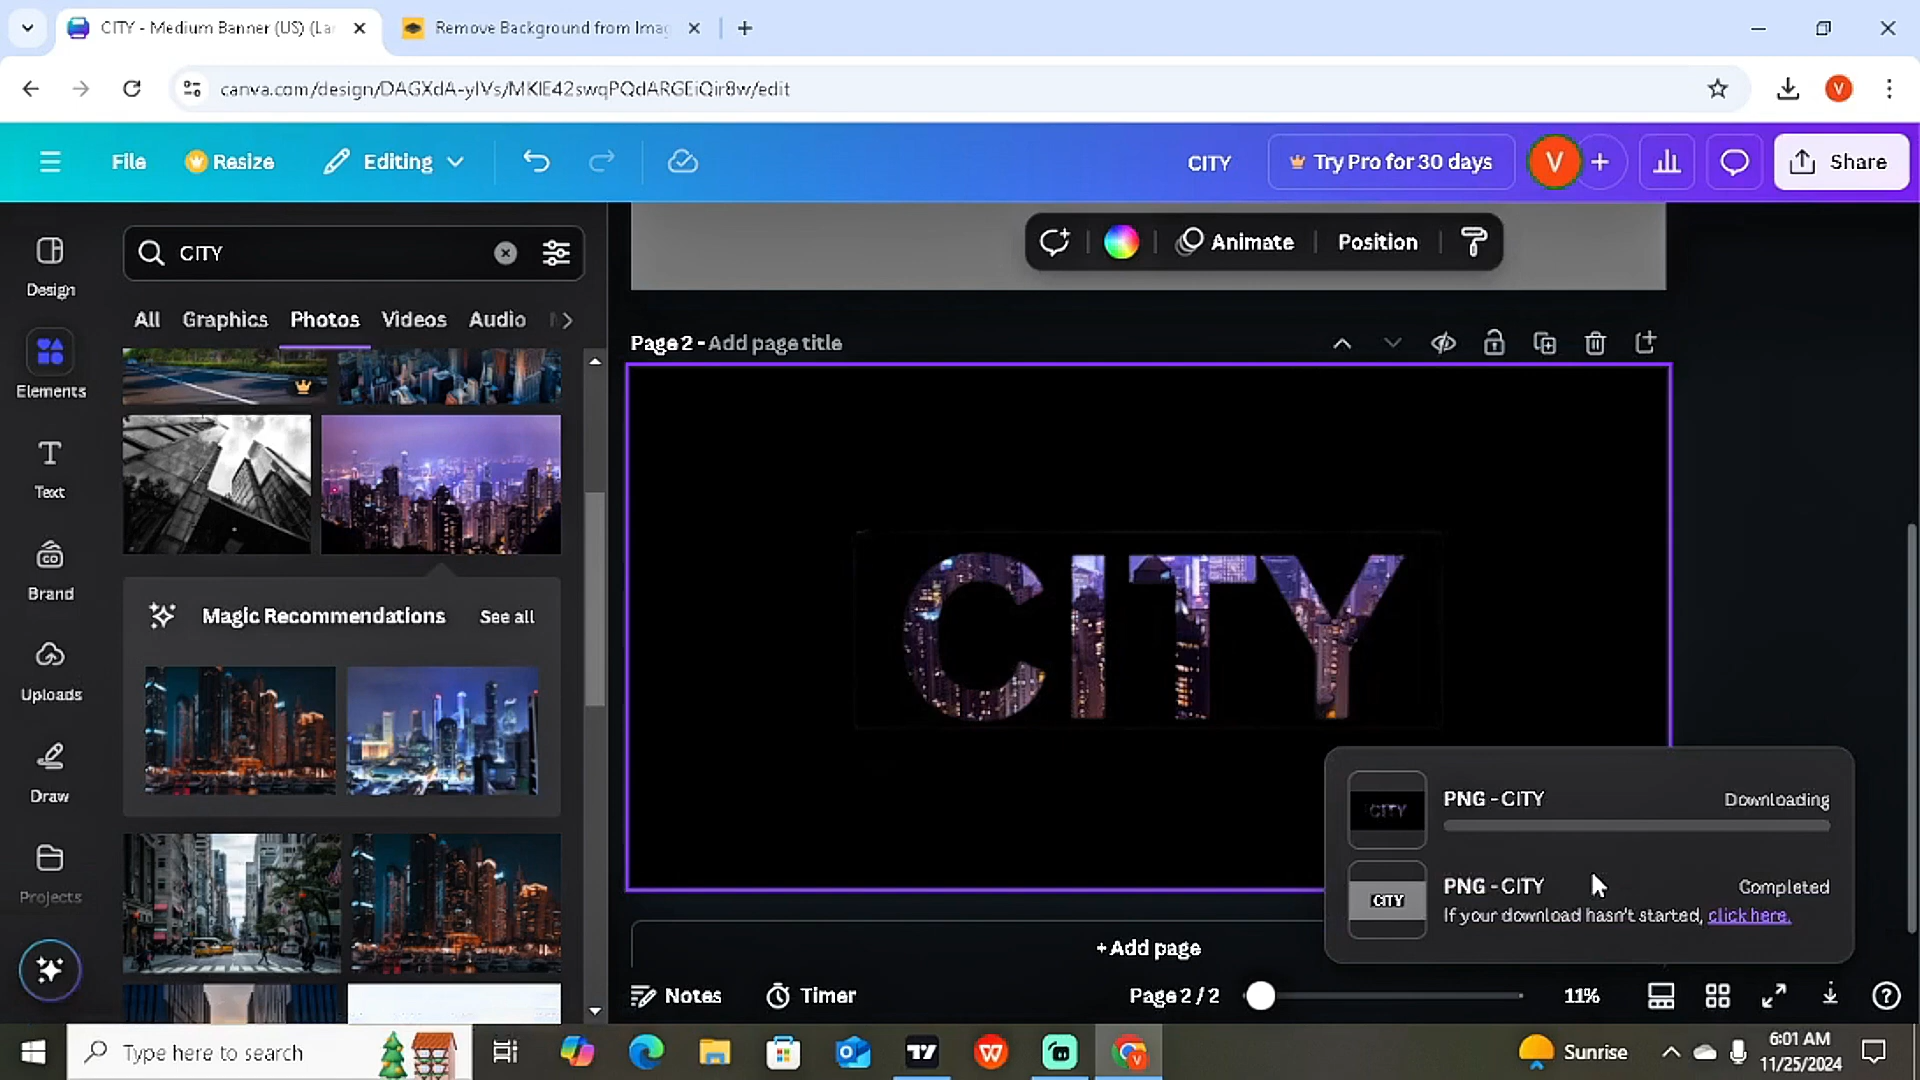 CITY - Medium Banner (US) (La
Remove Background from Imag
canva.com/design/DAGXdA-yIVs/MKIE42swqPQdARGEiQir8w/edit
V
File
Resize
Editing
CITY
Try Pro for 30 days
V
Share
CITY
Design
Elements
Text
Brand
Uploads
Draw
Projects
All
Graphics
Photos
Videos
Audio
Magic Recommendations
See all
Animate
Position
Page 2 - Add page title
CITY
CITY
PNG - CITY
Downloading
CITY
PNG - CITY
Completed
If your download hasn't started, click here.
+ Add page
Notes
Timer
Page 2 / 2
11%
Type here to search
Sunrise
6:01 AM
11/25/2024